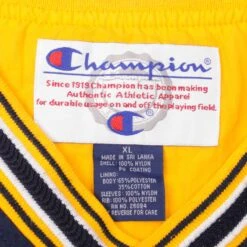 Champion
Since 1919 Champion has been making
Authentic Athletic Apparel
for durable usage on and off the playing field.
XL
MADE IN SRI LANKA
SHELL: 100% NYLON
PU COATING
LINING:
BODY: 65% POLYESTER
35% COTTON
SLEEVES: 100% NYLON
RIB: 100% POLYESTER
RN 26094
REVERSE FOR CARE